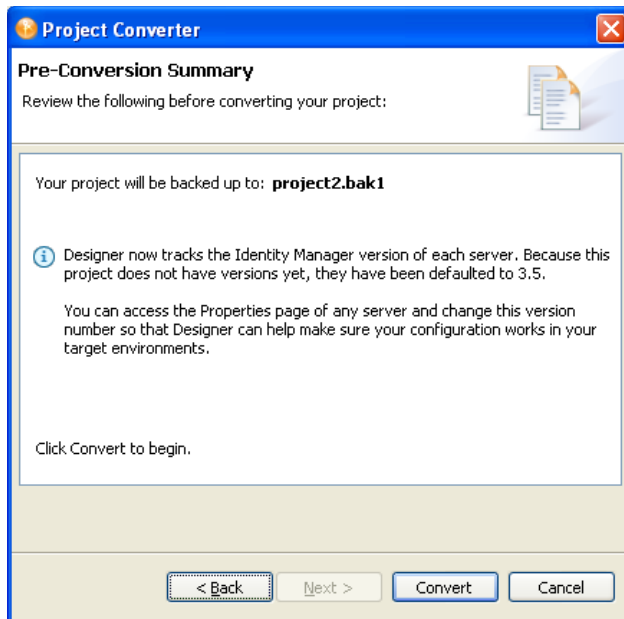 Project Converter
Pre-Conversion Summary
Review the following before converting your project:
Your project will be backed up to: project2.bak1
Designer now tracks the Identity Manager version of each server. Because this
project does not have versions yet, they have been defaulted to 3.5.
You can access the Properties page of any server and change this version
number so that Designer can help make sure your configuration works in your
target environments.
Click Convert to begin.
< Back Next > Convert Cancel